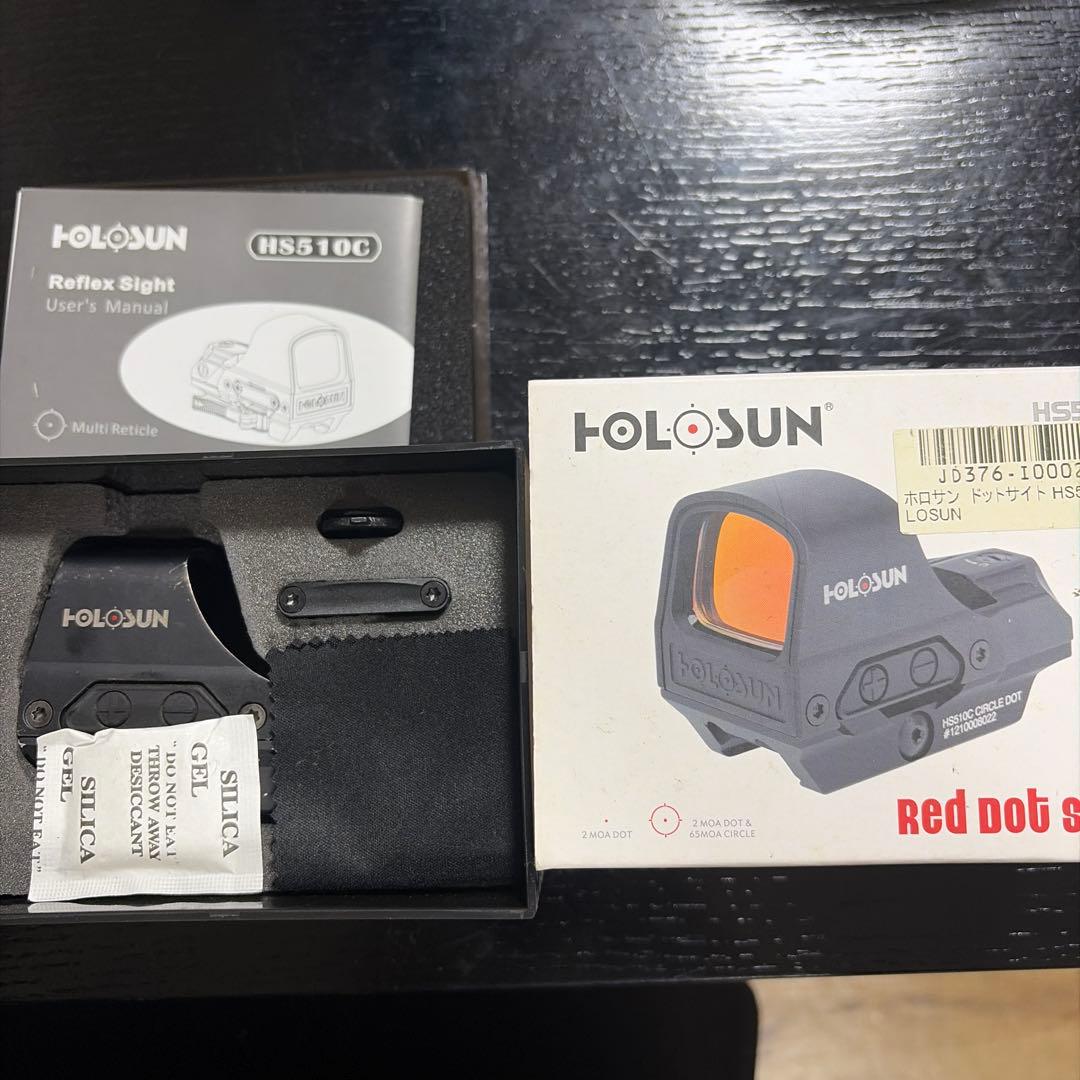 HOLOSUN
HS510C
Reflex Sight
User's Manual
HOLOSUN
Multi Reticle
HOLOSUN
SILICA
GEL
"DO NOT EAT
THROW AWAY
DESICCANT
SILICA
GEL
"DO NOT EAT"
HOLOSUN®
HS5
JD376-I0002
ホロサン ドットサイト HS5
LOSUN
HOLOSUN
HOLOSUN
HS510C CIRCLE DOT
#1210008022
2 MOA DOT
2 MOA DOT &
65MOA CIRCLE
Red Dot S